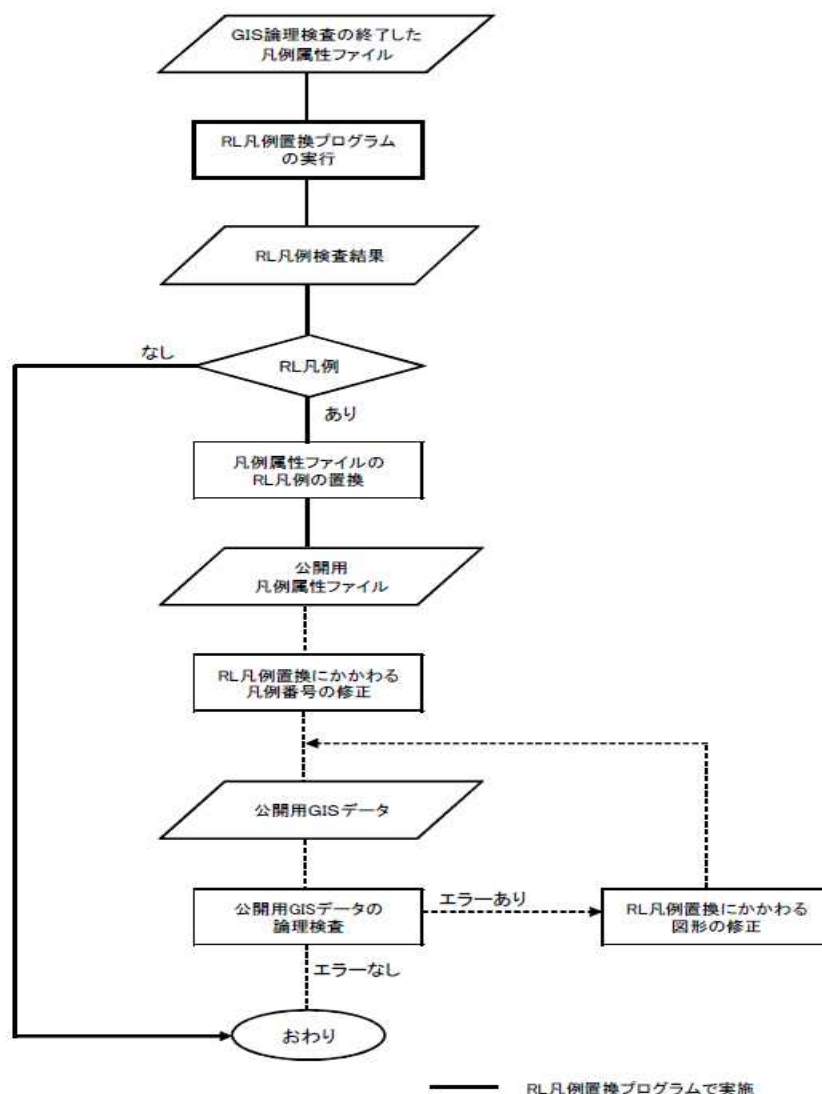 GIS論理検査の終了した
凡例属性ファイル
RL凡例置換プログラム
の実行
RL凡例検査結果
なし
RL凡例
あり
凡例属性ファイルの
RL凡例の置換
公開用
凡例属性ファイル
RL凡例置換にかかわる
凡例番号の修正
公開用GISデータ
公開用GISデータの
論理検査
エラーあり
RL凡例置換にかかわる
図形の修正
エラーなし
おわり
RL凡例置換プログラムで実施